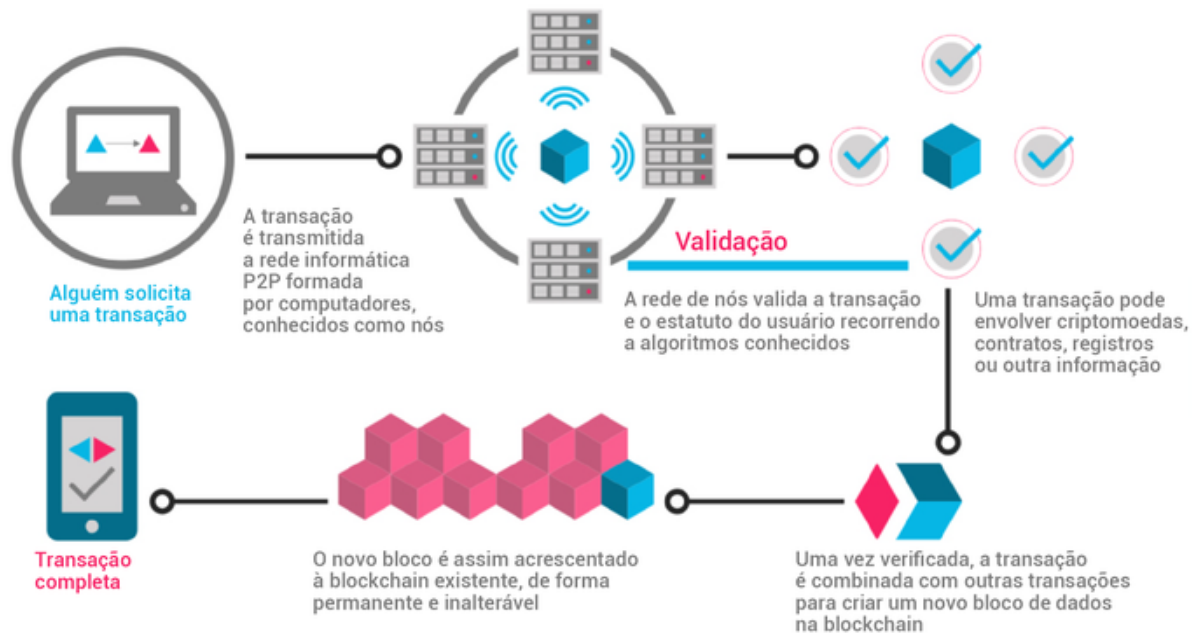 Alguém solicita
uma transação
A transação
é transmitida
a rede informática
P2P formada
por computadores,
conhecidos como nós
Validação
A rede de nós valida a transação
e o estatuto do usuário recorrendo
a algoritmos conhecidos
Uma transação pode
envolver criptomoedas,
contratos, registros
ou outra informação
Uma vez verificada, a transação
é combinada com outras transações
para criar um novo bloco de dados
na blockchain
O novo bloco é assim acrescentado
à blockchain existente, de forma
permanente e inalterável
Transação
completa